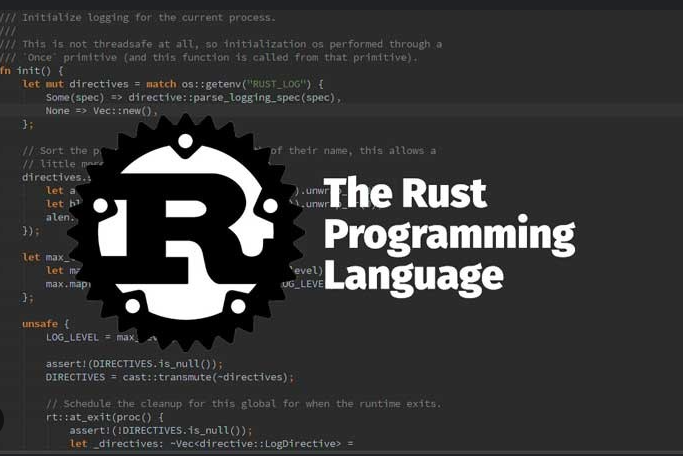 /// Initialize logging for the current process.
///
/// This is not threadsafe at all, so initialization os performed through a
/// `Once` primitive (and this function is called from that primitive).
fn init() {
let mut directives = match os::getenv("RUST_LOG") {
Some(spec) => directive::parse_logging_spec(spec),
None => Vec::new(),
};
// Sort the p of their name, this allows a
// little mor
directives.s
let a ).unwr
let bl ).unw
alen.
});
let max_
let ma level)
max.map OG_LEVE
};
unsafe {
LOG_LEVEL = max_
assert!(DIRECTIVES.is_null());
DIRECTIVES = cast::transmute(~directives);
// Schedule the cleanup for this global for when the runtime exits.
rt::at_exit(proc() {
assert!(!DIRECTIVES.is_null());
let _directives: ~Vec<directive::LogDirective> =
R
The Rust
Programming
Language